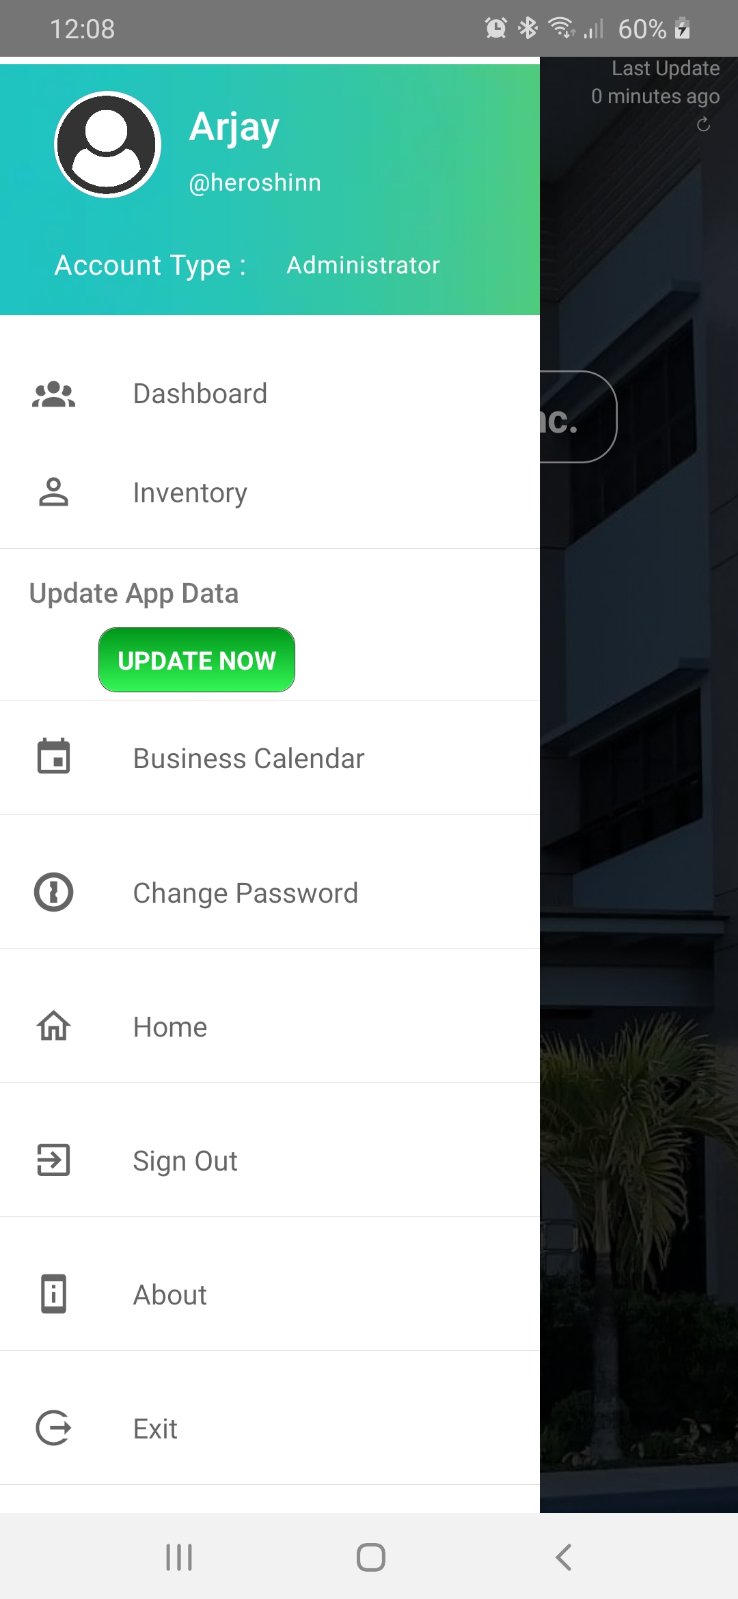 12:08
60%
Last Update
0 minutes ago
Arjay
@heroshinn
Account Type : Administrator
Dashboard
nc.
Inventory
Update App Data
UPDATE NOW
Business Calendar
Change Password
Home
Sign Out
About
Exit